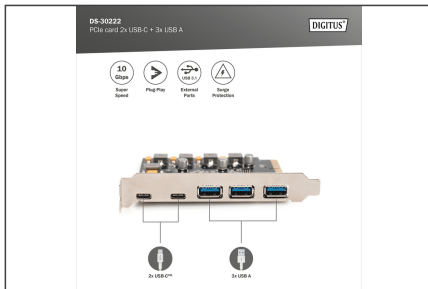 DS-30222
PCIe card 2x USB-C + 3x USB A
DIGITUS®
10
Gbps
USB 3.1
Super
Speed
Plug-Play
External
Ports
Surge
Protection
2x USB-C™
3x USB A